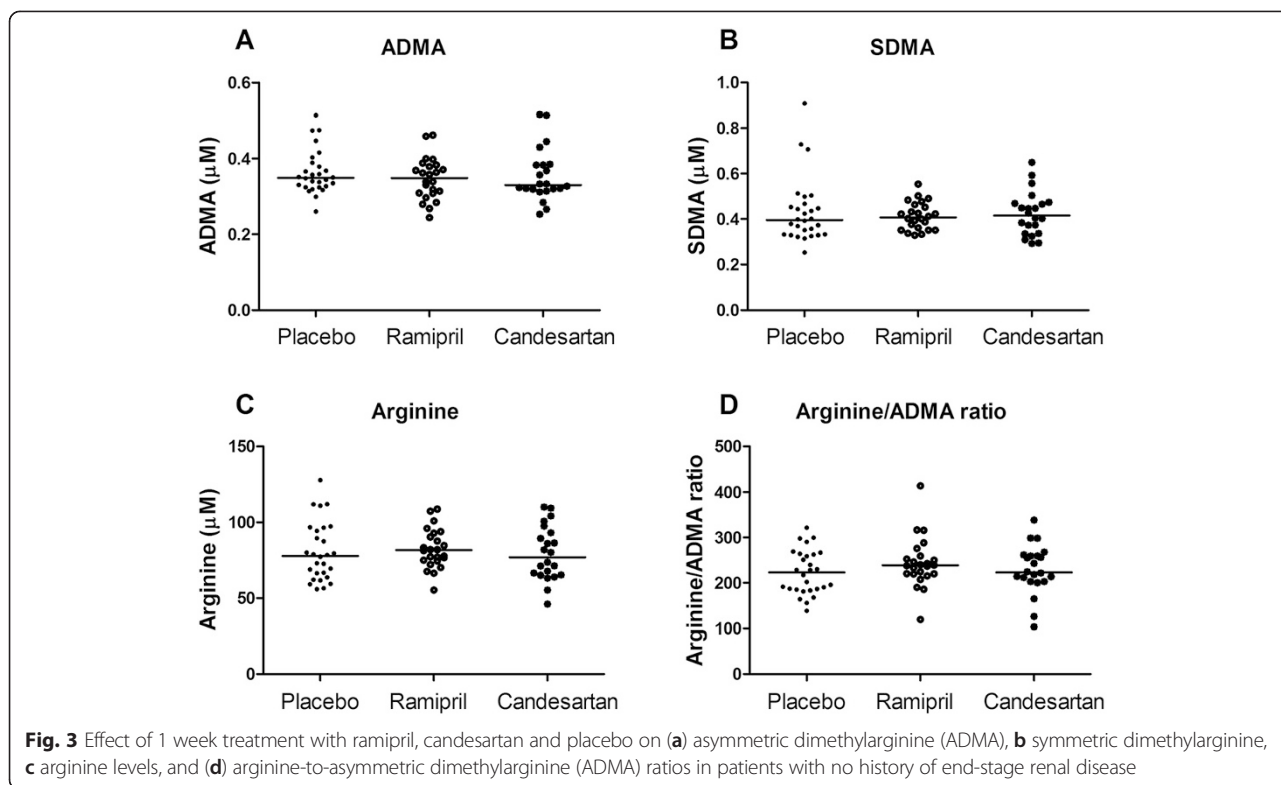 A
ADMA
ADMA (μM)
0.6
0.4
0.2
0.0
Placebo Ramipril Candesartan
B
SDMA
SDMA (μM)
1.0
0.8
0.6
0.4
0.2
0.0
Placebo Ramipril Candesartan
C
Arginine
Arginine (μM)
150
100
50
0
Placebo Ramipril Candesartan
D
Arginine/ADMA ratio
Arginine/ADMA ratio
500
400
300
200
100
0
Placebo Ramipril Candesartan
Fig. 3 Effect of 1 week treatment with ramipril, candesartan and placebo on (a) asymmetric dimethylarginine (ADMA), b symmetric dimethylarginine,
c arginine levels, and (d) arginine-to-asymmetric dimethylarginine (ADMA) ratios in patients with no history of end-stage renal disease